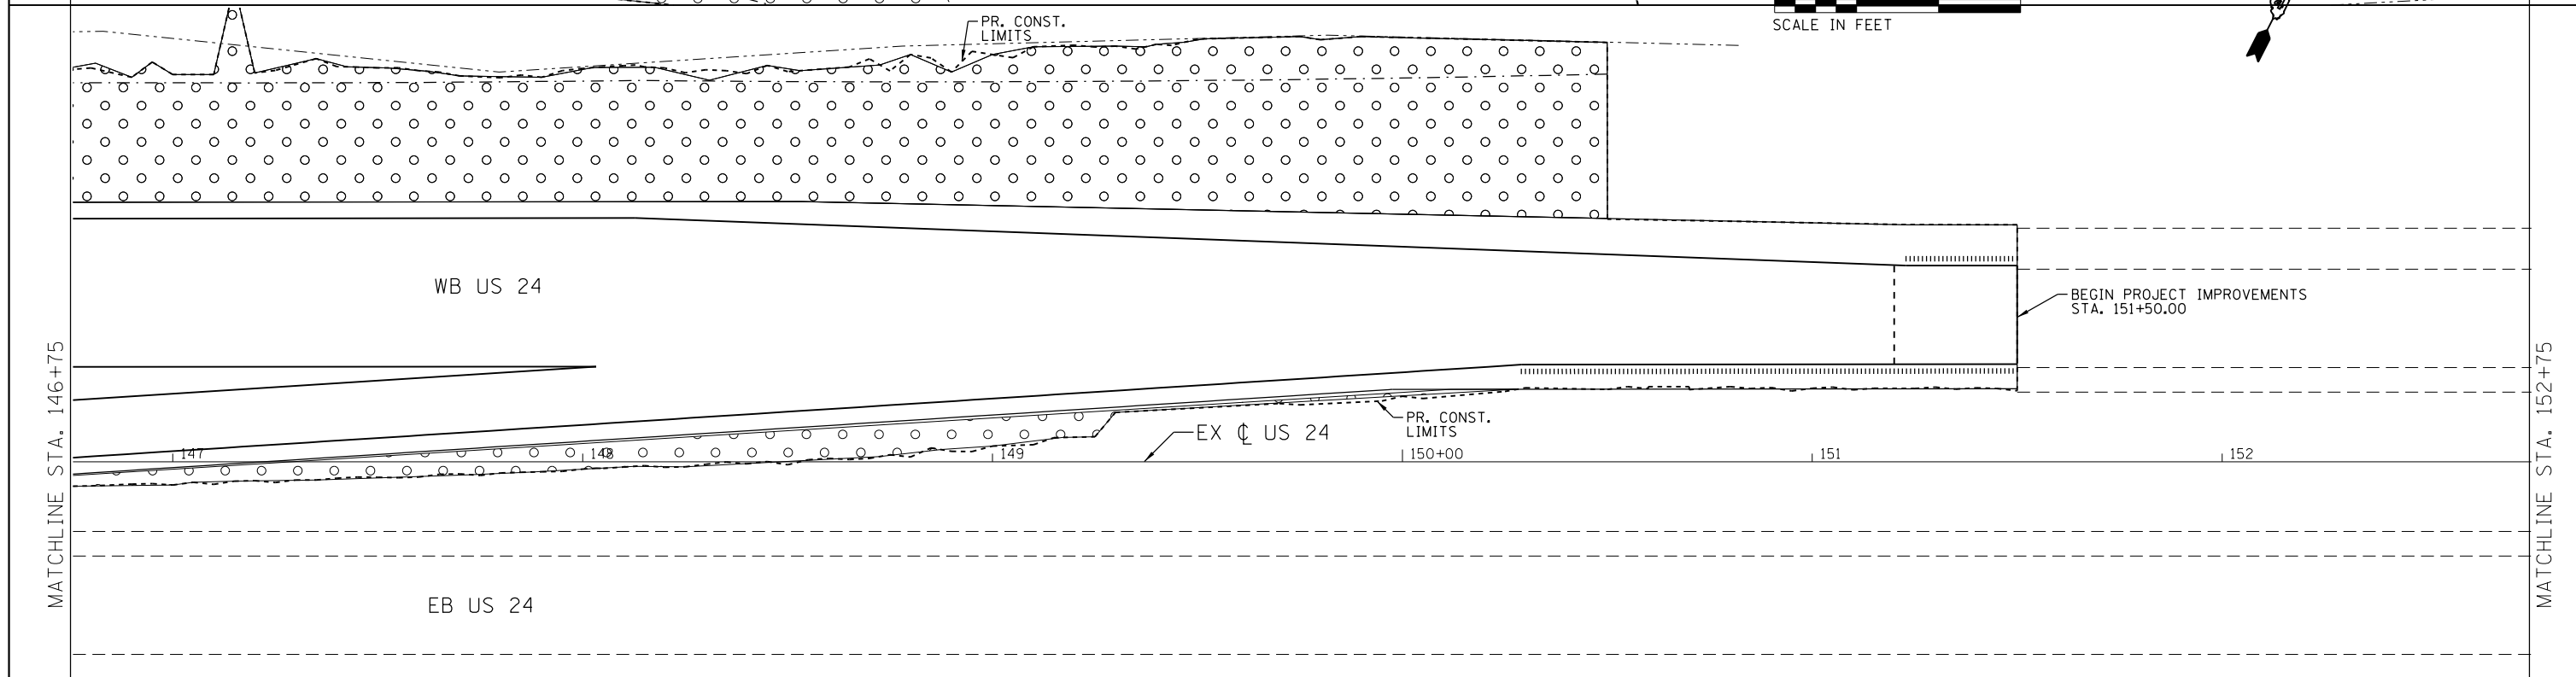 PR. CONST.
LIMITS
SCALE IN FEET
WB US 24
BEGIN PROJECT IMPROVEMENTS
STA. 151+50.00
MATCHLINE STA. 146+75
MATCHLINE STA. 152+75
PR. CONST.
LIMITS
EX ℄ US 24
147
148
149
150+00
151
152
EB US 24